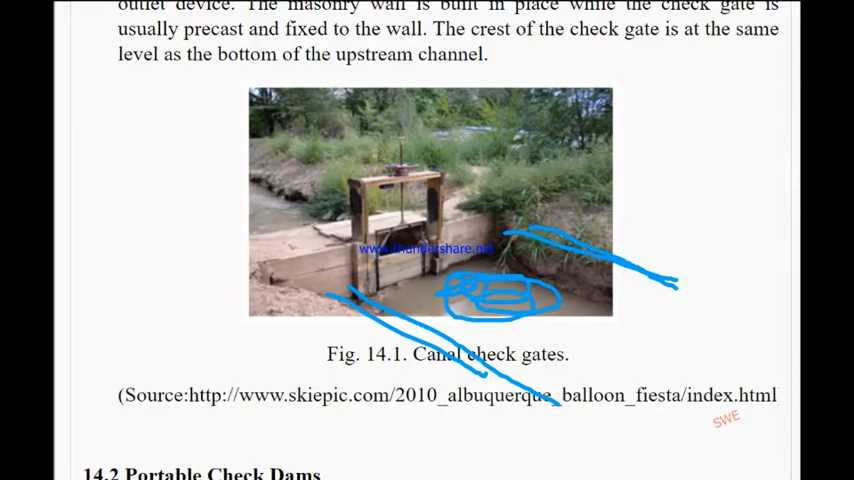 outlet device. The masonry wall is built in place while the check gate is
usually precast and fixed to the wall. The crest of the check gate is at the same
level as the bottom of the upstream channel.
www.thundershare.net
Fig. 14.1. Canal check gates.
(Source:http://www.skiepic.com/2010_albuquerque_balloon_fiesta/index.html
SWE
14.2 Portable Check Dams